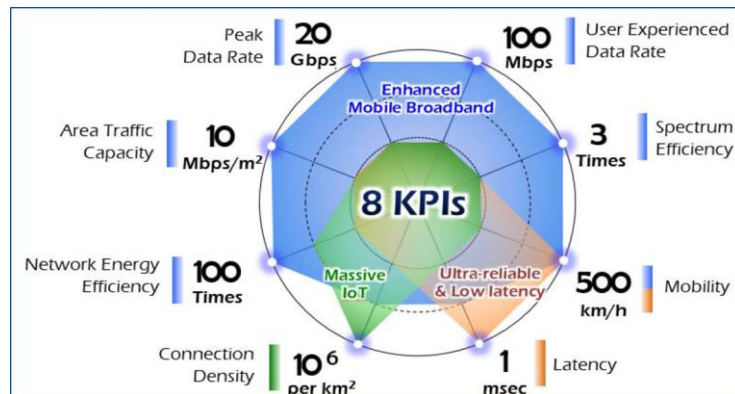 Peak
Data Rate
20
Gbps
100
Mbps
User Experienced
Data Rate
Enhanced
Mobile Broadband
Area Traffic
Capacity
10
Mbps/m²
3
Times
Spectrum
Efficiency
8 KPIs
Network Energy
Efficiency
100
Times
Massive
IoT
Ultra-reliable
& Low latency
500
km/h
Mobility
Connection
Density
10⁶
per km²
1
msec
Latency